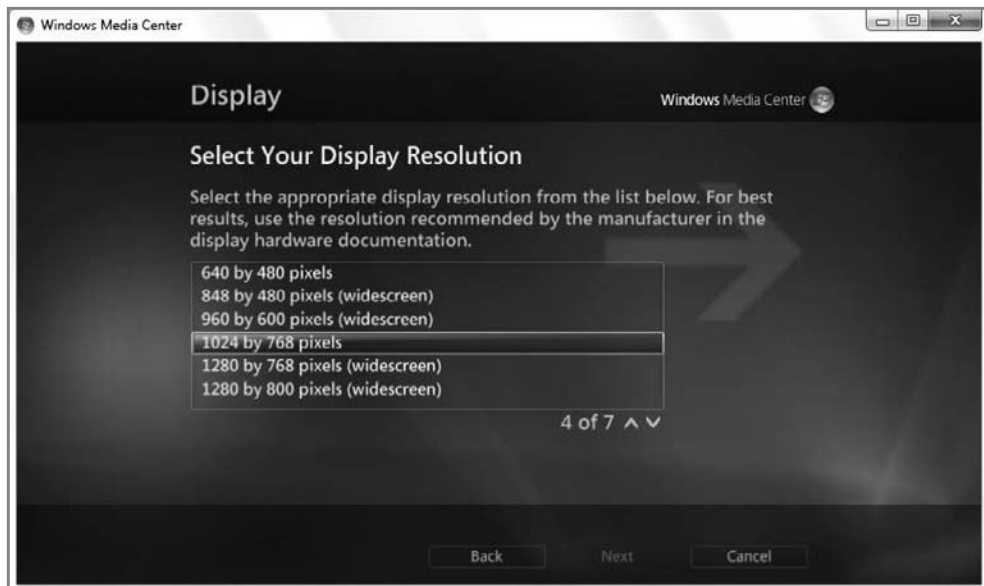 Windows Media Center
Display
Windows Media Center
Select Your Display Resolution
Select the appropriate display resolution from the list below. For best
results, use the resolution recommended by the manufacturer in the
display hardware documentation.
640 by 480 pixels
848 by 480 pixels (widescreen)
960 by 600 pixels (widescreen)
1024 by 768 pixels
1280 by 768 pixels (widescreen)
1280 by 800 pixels (widescreen)
4 of 7
Back Next Cancel